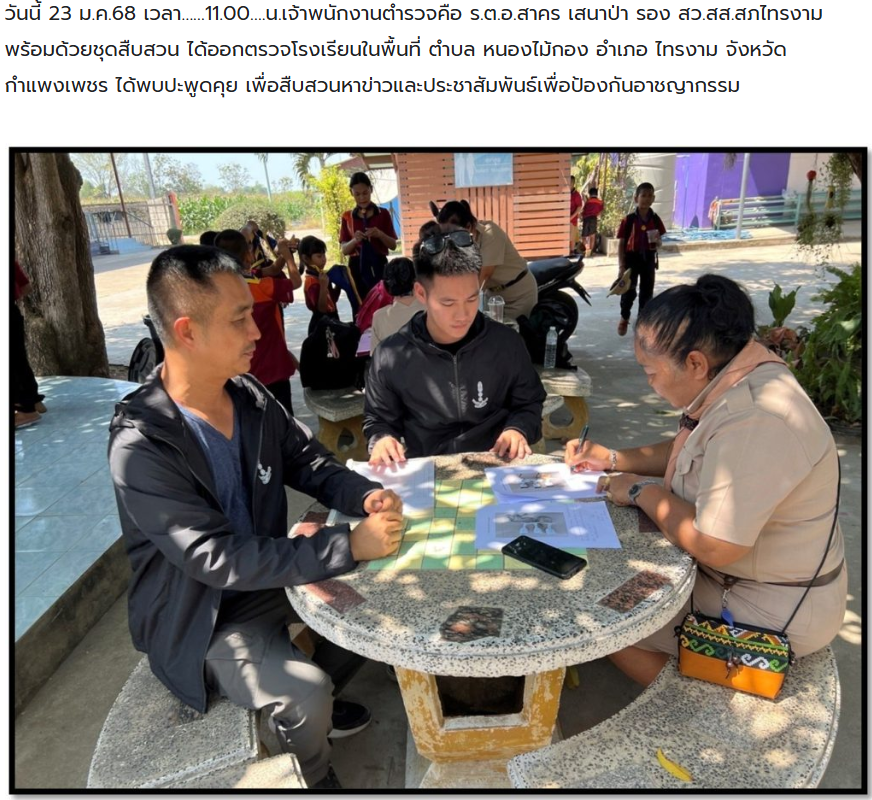 วันนี้ 23 ม.ค.68 เวลา......11.00....น.เจ้าพนักงานตำรวจคือ ร.ต.อ.สาคร เสนาป่า รอง สว.สส.สภไทรงาม
พร้อมด้วยชุดสืบสวน ได้ออกตรวจโรงเรียนในพื้นที่ ตำบล หนองไม้กอง อำเภอ ไทรงาม จังหวัด
กำแพงเพชร ได้พบปะพูดคุย เพื่อสืบสวนหาข่าวและประชาสัมพันธ์เพื่อป้องกันอาชญากรรม